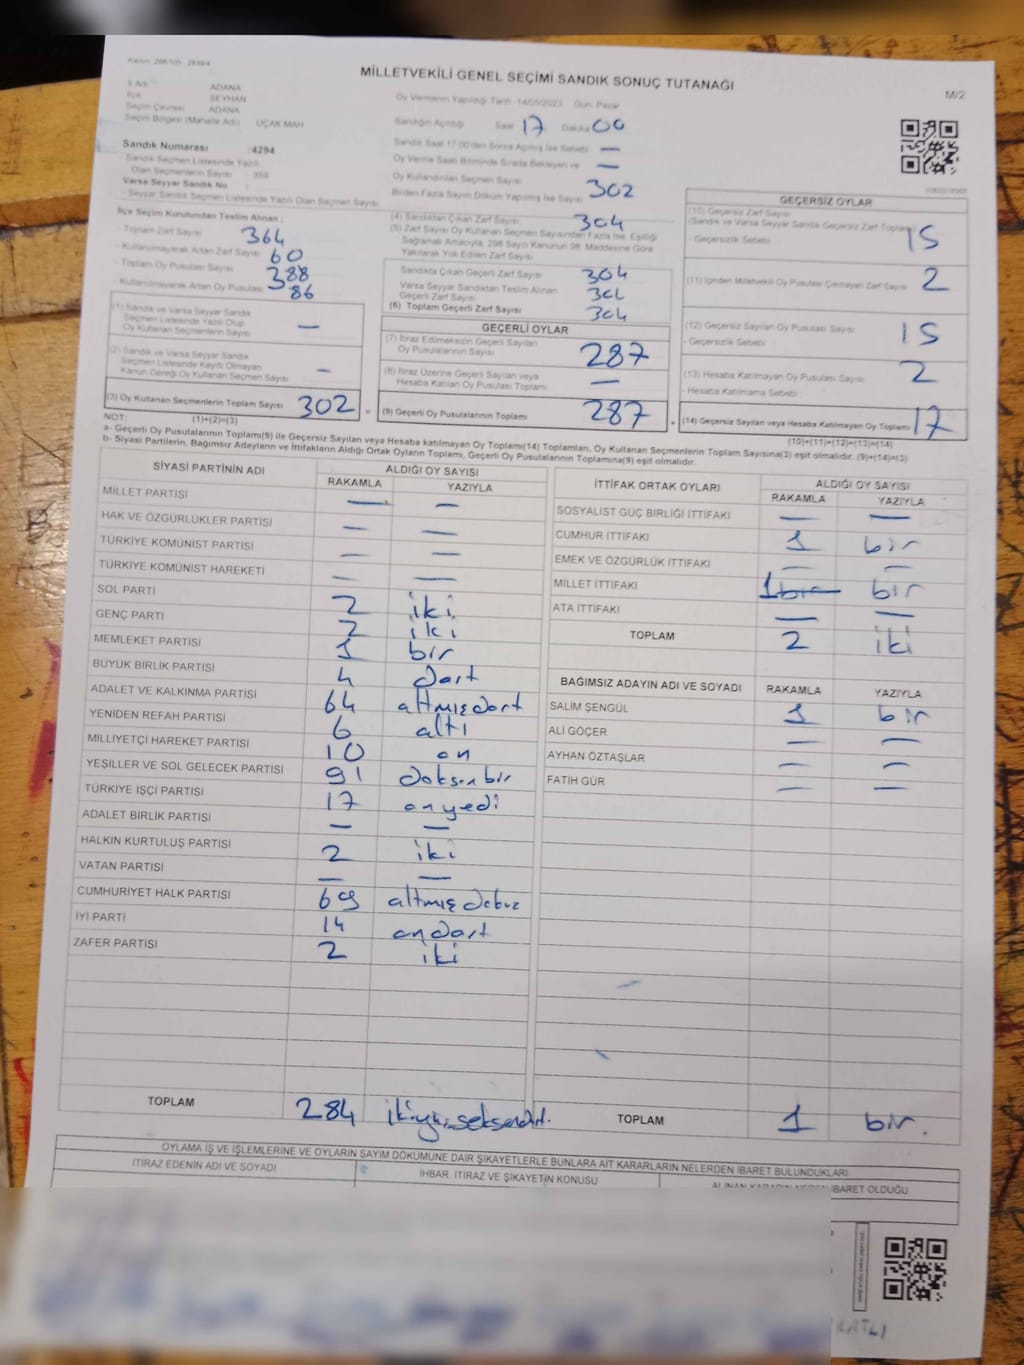 Kanun: 298/105, 2839/4
MİLLETVEKİLİ GENEL SEÇİMİ SANDIK SONUÇ TUTANAĞI
M/2
İl Adı : ADANA
İlçe : SEYHAN
Seçim Çevresi : ADANA
Seçim Bölgesi (Mahalle Adı) : UÇAK MAH
Oy Vermenin Yapıldığı Tarih :14/05/2023 Gün: Pazar
Sandığın Açıldığı Saat 17 Dakika 00
Sandık Saat 17:00'den Sonra Açılmış İse Sebebi —
Oy Verme Saati Bitiminde Sırada Bekleyen ve —
Oy Kullandırılan Seçmen Sayısı
Birden Fazla Sayım Döküm Yapılmış İse Sayısı 302
Sandık Numarası :4294
- Sandık Seçmen Listesinde Yazılı
Olan Seçmenlerin Sayısı : 359
Varsa Seyyar Sandık No :
- Seyyar Sandık Seçmen Listesinde Yazılı Olan Seçmen Sayısı
İlçe Seçim Kurulundan Teslim Alınan ;
- Toplam Zarf Sayısı 364
- Kullanılmayarak Artan Zarf Sayısı 60
- Toplam Oy Pusulası Sayısı 388
- Kullanılmayarak Artan Oy Pusulası 86
(1) Sandık ve Varsa Seyyar Sandık
Seçmen Listesinde Yazılı Olup
Oy Kullanan Seçmenlerin Sayısı —
(2) Sandık ve Varsa Seyyar Sandık
Seçmen Listesinde Kayıtlı Olmayan
Kanun Gereği Oy Kullanan Seçmen Sayısı —
(3) Oy Kullanan Seçmenlerin Toplam Sayısı 302
(1)+(2)=(3)
(4) Sandıktan Çıkan Zarf Sayısı 304
(5) Zarf Sayısı Oy Kullanan Seçmen Sayısından Fazla İse, Eşitliği
Sağlamak Amacıyla, 298 Sayılı Kanunun 98. Maddesine Göre
Yakılarak Yok Edilen Zarf Sayısı
Sandıkta Çıkan Geçerli Zarf Sayısı 304
Varsa Seyyar Sandıktan Teslim Alınan
Geçerli Zarf Sayısı
(6) Toplam Geçerli Zarf Sayısı 304
GEÇERLİ OYLAR
(7) İtiraz Edilmeksizin Geçerli Sayılan
Oy Pusulalarının Sayısı 287
(8) İtiraz Üzerine Geçerli Sayılan veya
Hesaba Katılan Oy Pusulası Toplamı —
(9) Geçerli Oy Pusulalarının Toplamı 287
GEÇERSİZ OYLAR
(10) Geçersiz Zarf Sayısı
(Sandık ve Varsa Seyyar Sandık Geçersiz Zarf Toplamı)
- Geçersizlik Sebebi: 15
(11) İçinden Milletvekili Oy Pusulası Çıkmayan Zarf Sayısı 2
(12) Geçersiz Sayılan Oy Pusulası Sayısı 15
- Geçersizlik Sebebi
(13) Hesaba Katılmayan Oy Pusulası Sayısı 2
- Hesaba Katılmama Sebebi:
(14) Geçersiz Sayılan veya Hesaba Katılmayan Oy Toplamı 17
(10)+(11)+(12)+(13)=(14)
NOT:
a- Geçerli Oy Pusulalarının Toplamı(9) ile Geçersiz Sayılan veya Hesaba katılmayan Oy Toplamı(14) Toplamları, Oy Kullanan Seçmenlerin Toplam Sayısına(3) eşit olmalıdır. (9)+(14)=(3)
b- Siyasi Partilerin, Bağımsız Adayların ve İttifakların Aldığı Ortak Oyların Toplamı, Geçerli Oy Pusulalarının Toplamına(9) eşit olmalıdır.
SİYASİ PARTİNİN ADI ALDIĞI OY SAYISI
RAKAMLA YAZIYLA
MİLLET PARTİSİ — —
HAK VE ÖZGÜRLÜKLER PARTİSİ — —
TÜRKİYE KOMÜNİST PARTİSİ — —
TÜRKİYE KOMÜNİST HAREKETİ — —
SOL PARTİ 2 iki
GENÇ PARTİ 2 iki
MEMLEKET PARTİSİ 1 bir
BÜYÜK BİRLİK PARTİSİ 4 dört
ADALET VE KALKINMA PARTİSİ 64 altmışdört
YENİDEN REFAH PARTİSİ 6 altı
MİLLİYETÇİ HAREKET PARTİSİ 10 on
YEŞİLLER VE SOL GELECEK PARTİSİ 91 doksanbir
TÜRKİYE İŞÇİ PARTİSİ 17 onyedi
ADALET BİRLİK PARTİSİ — —
HALKIN KURTULUŞ PARTİSİ 2 iki
VATAN PARTİSİ — —
CUMHURİYET HALK PARTİSİ 69 altmışdokuz
İYİ PARTİ 14 ondört
ZAFER PARTİSİ 2 iki
TOPLAM 284 ikiyüzseksendört.
İTTİFAK ORTAK OYLARI ALDIĞI OY SAYISI
RAKAMLA YAZIYLA
SOSYALİST GÜÇ BİRLİĞİ İTTİFAKI — —
CUMHUR İTTİFAKI 1 bir
EMEK VE ÖZGÜRLÜK İTTİFAKI — —
MİLLET İTTİFAKI 1 bir bir
ATA İTTİFAKI — —
TOPLAM 2 iki
BAĞIMSIZ ADAYIN ADI VE SOYADI RAKAMLA YAZIYLA
SALİM ŞENGÜL 1 bir
ALİ GÖÇER — —
AYHAN ÖZTAŞLAR — —
FATİH GÜR — —
TOPLAM 1 bir.
OYLAMA İŞ VE İŞLEMLERİNE VE OYLARIN SAYIM DÖKÜMÜNE DAİR ŞİKAYETLERLE BUNLARA AİT KARARLARIN NELERDEN İBARET BULUNDUKLARI
İTİRAZ EDENİN ADI VE SOYADI İHBAR, İTİRAZ VE ŞİKAYETİN KONUSU ALINAN KARARIN NEDEN İBARET OLDUĞU